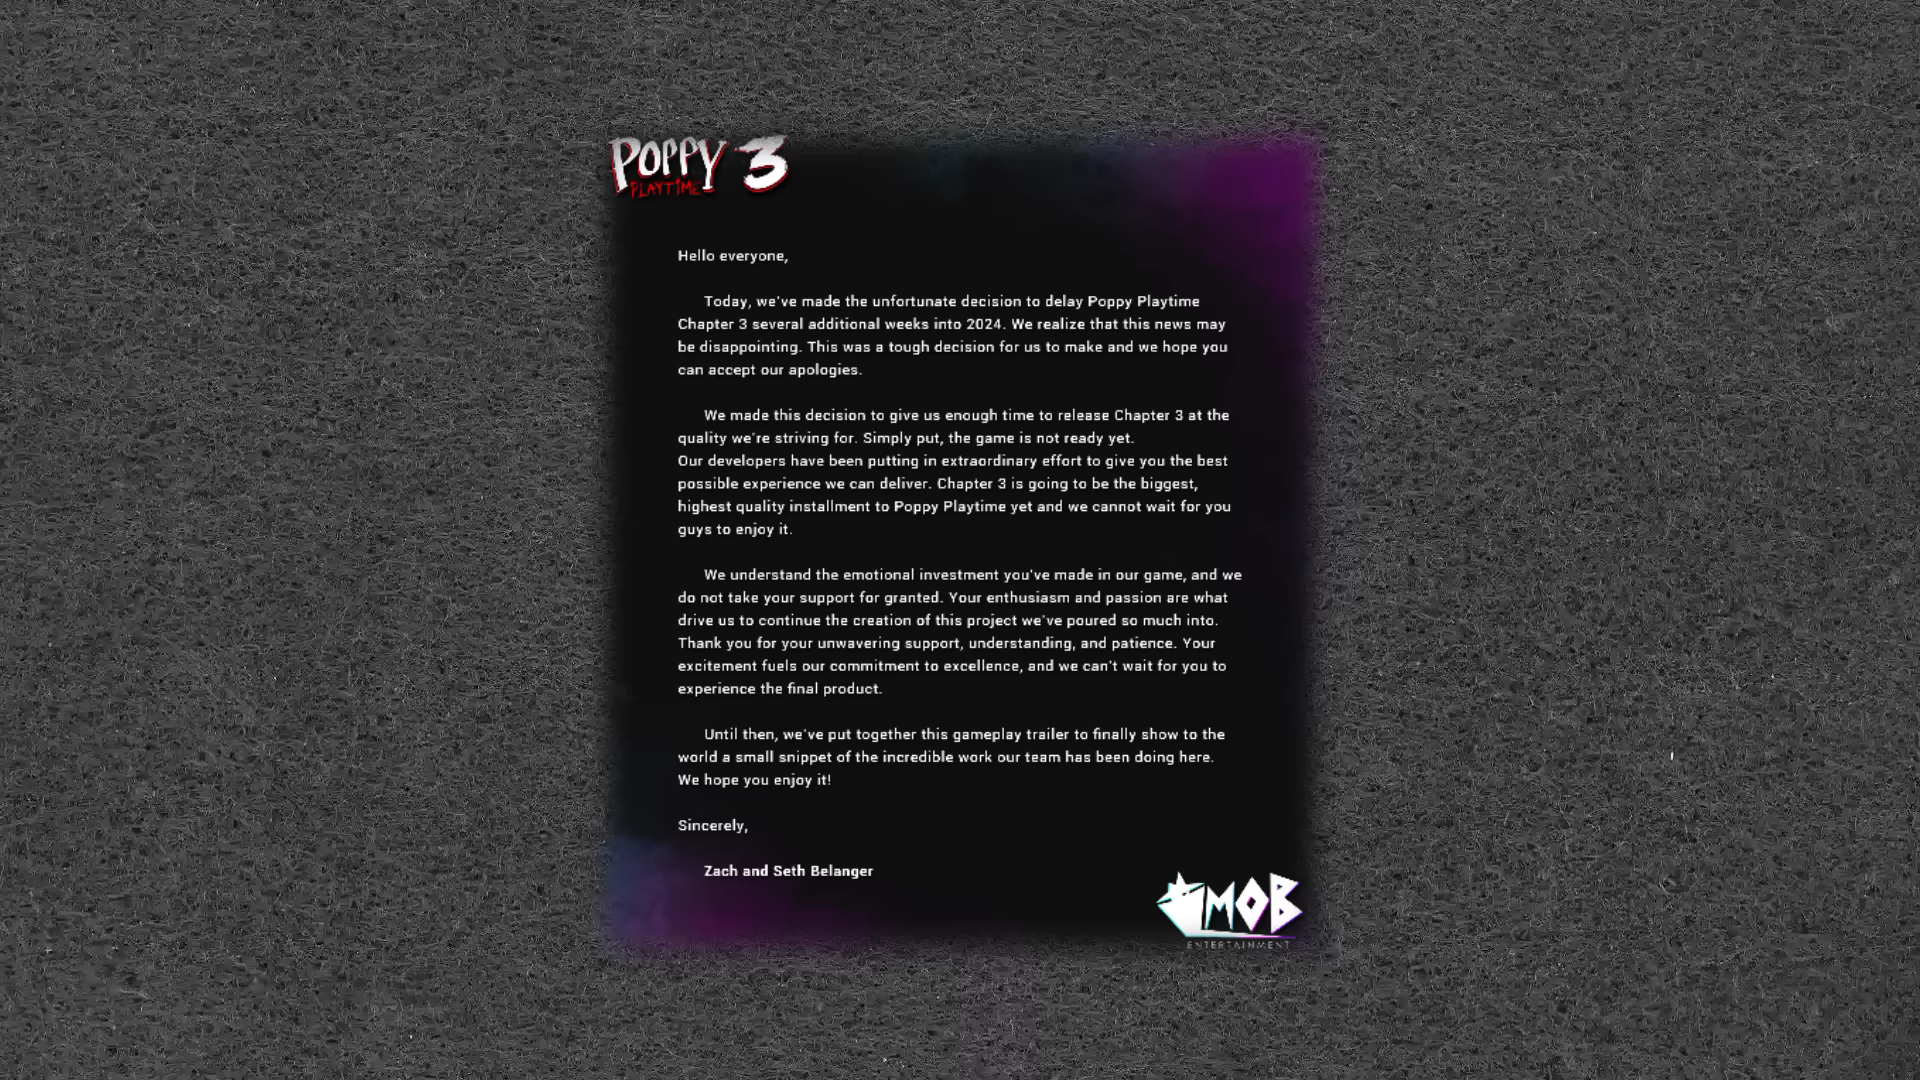 POPPY 3
PLAYTIME
Hello everyone,
Today, we've made the unfortunate decision to delay Poppy Playtime
Chapter 3 several additional weeks into 2024. We realize that this news may
be disappointing. This was a tough decision for us to make and we hope you
can accept our apologies.
We made this decision to give us enough time to release Chapter 3 at the
quality we're striving for. Simply put, the game is not ready yet.
Our developers have been putting in extraordinary effort to give you the best
possible experience we can deliver. Chapter 3 is going to be the biggest,
highest quality installment to Poppy Playtime yet and we cannot wait for you
guys to enjoy it.
We understand the emotional investment you've made in our game, and we
do not take your support for granted. Your enthusiasm and passion are what
drive us to continue the creation of this project we've poured so much into.
Thank you for your unwavering support, understanding, and patience. Your
excitement fuels our commitment to excellence, and we can't wait for you to
experience the final product.
Until then, we've put together this gameplay trailer to finally show to the
world a small snippet of the incredible work our team has been doing here.
We hope you enjoy it!
Sincerely,
Zach and Seth Belanger
MOB
ENTERTAINMENT